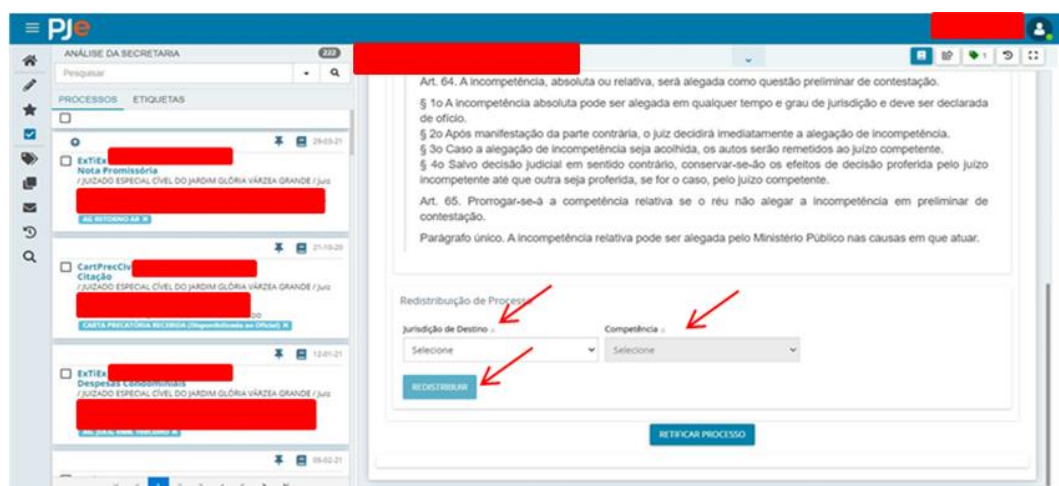 PJe
ANÁLISE DA SECRETARIA
222
Pesquisar
PROCESSOS ETIQUETAS
29-03-21
ExTiEx
Nota Promissória
/ JUIZADO ESPECIAL CÍVEL DO JARDIM GLÓRIA VÁRZEA GRANDE / Juiz
AG RETORNO AR
21-10-20
CartPrecCiv
Citação
/ JUIZADO ESPECIAL CÍVEL DO JARDIM GLÓRIA VÁRZEA GRANDE / Juiz
CARTA PRECATÓRIA RECEBIDA (Disponibilizada ao Oficial)
12-01-21
ExTiEx
Despesas Condominiais
/ JUIZADO ESPECIAL CÍVEL DO JARDIM GLÓRIA VÁRZEA GRANDE / Juiz
1
Art. 64. A incompetência, absoluta ou relativa, será alegada como questão preliminar de contestação.
§ 1o A incompetência absoluta pode ser alegada em qualquer tempo e grau de jurisdição e deve ser declarada
de ofício.
§ 2o Após manifestação da parte contrária, o juiz decidirá imediatamente a alegação de incompetência.
§ 3o Caso a alegação de incompetência seja acolhida, os autos serão remetidos ao juízo competente.
§ 4o Salvo decisão judicial em sentido contrário, conservar-se-ão os efeitos de decisão proferida pelo juízo
incompetente até que outra seja proferida, se for o caso, pelo juízo competente.
Art. 65. Prorrogar-se-á a competência relativa se o réu não alegar a incompetência em preliminar de
contestação.
Parágrafo único. A incompetência relativa pode ser alegada pelo Ministério Público nas causas em que atuar.
Redistribuição de Processo
Jurisdição de Destino Competência
Selecione Selecione
REDISTRIBUIR
RETIFICAR PROCESSO